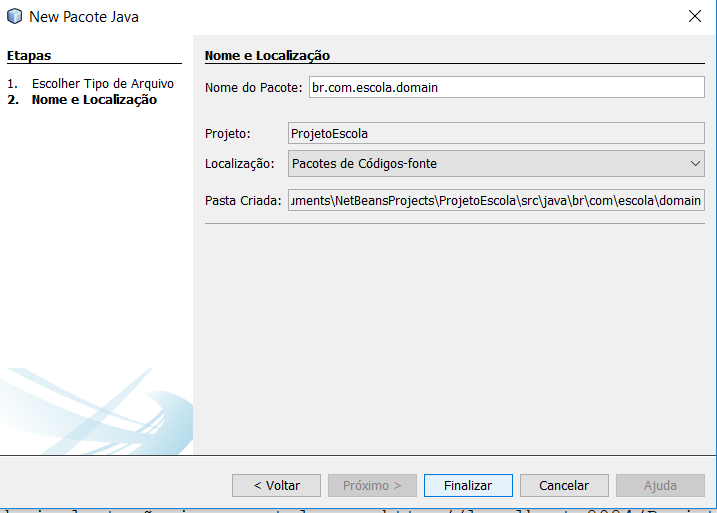 New Pacote Java
Etapas
1. Escolher Tipo de Arquivo
2. Nome e Localização
Nome e Localização
Nome do Pacote: br.com.escola.domain
Projeto: ProjetoEscola
Localização: Pacotes de Códigos-fonte
Pasta Criada: uments\NetBeansProjects\ProjetoEscola\src\java\br\com\escola\domain
< Voltar Próximo > Finalizar Cancelar Ajuda